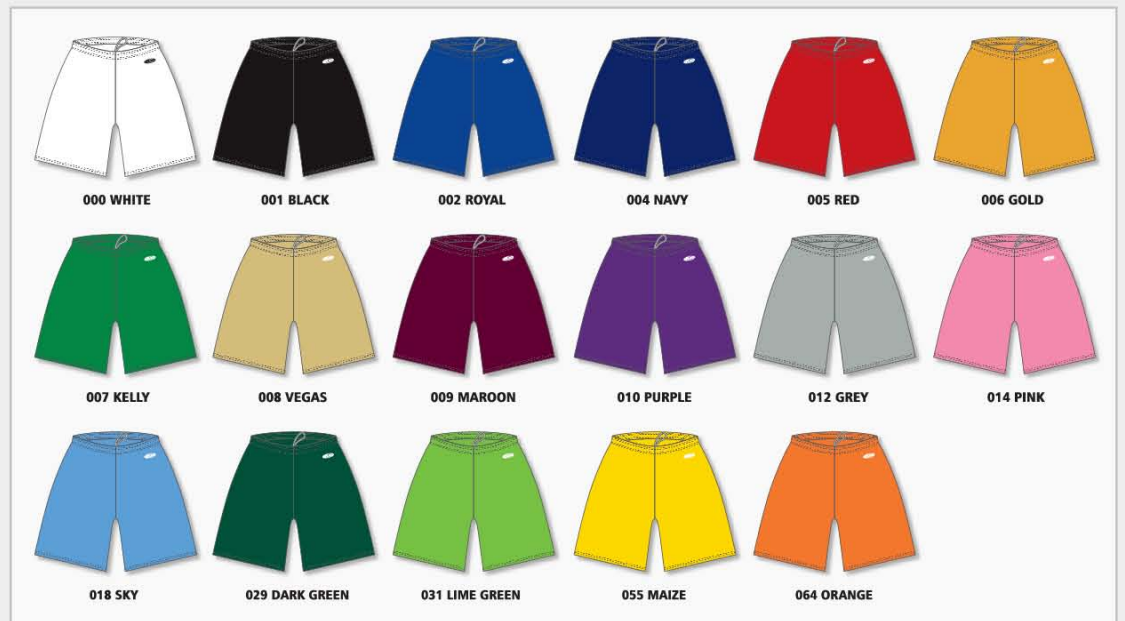 000 WHITE
001 BLACK
002 ROYAL
004 NAVY
005 RED
006 GOLD
007 KELLY
008 VEGAS
009 MAROON
010 PURPLE
012 GREY
014 PINK
018 SKY
029 DARK GREEN
031 LIME GREEN
055 MAIZE
064 ORANGE